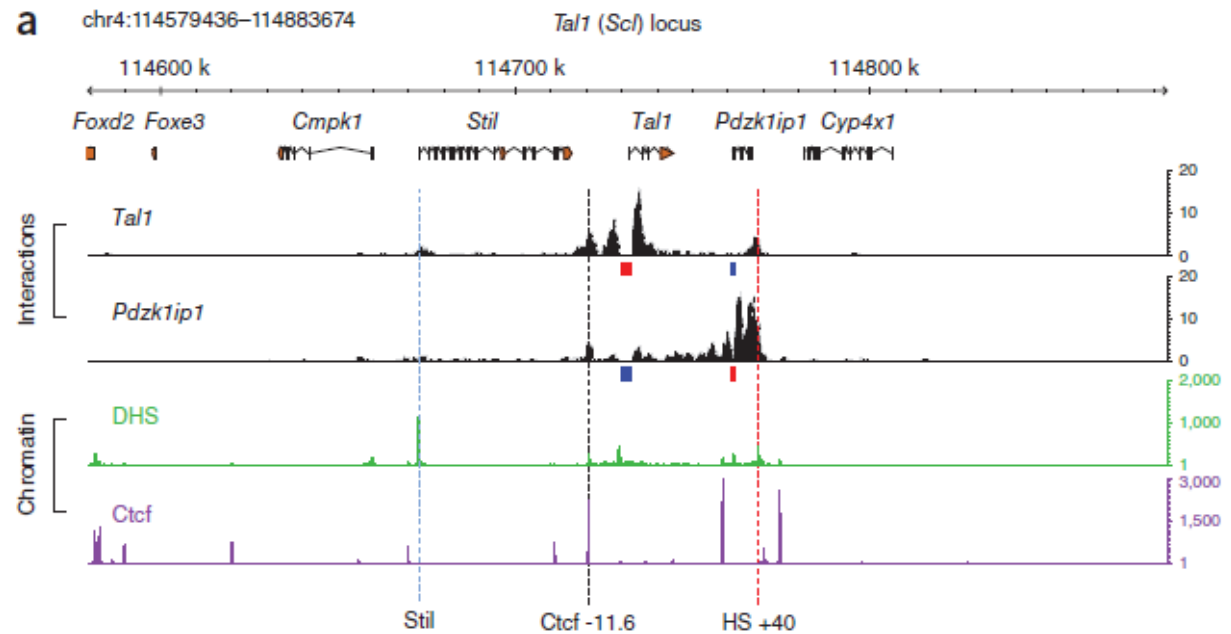 a chr4:114579436–114883674 Tal1 (Scl) locus
114600 k 114700 k 114800 k
Foxd2 Foxe3 Cmpk1 Stil Tal1 Pdzk1ip1 Cyp4x1
Interactions
Tal1
20
10
0
Pdzk1ip1
20
10
0
Chromatin
DHS
2,000
1,000
1
Ctcf
3,000
1,500
1
Stil Ctcf -11.6 HS +40